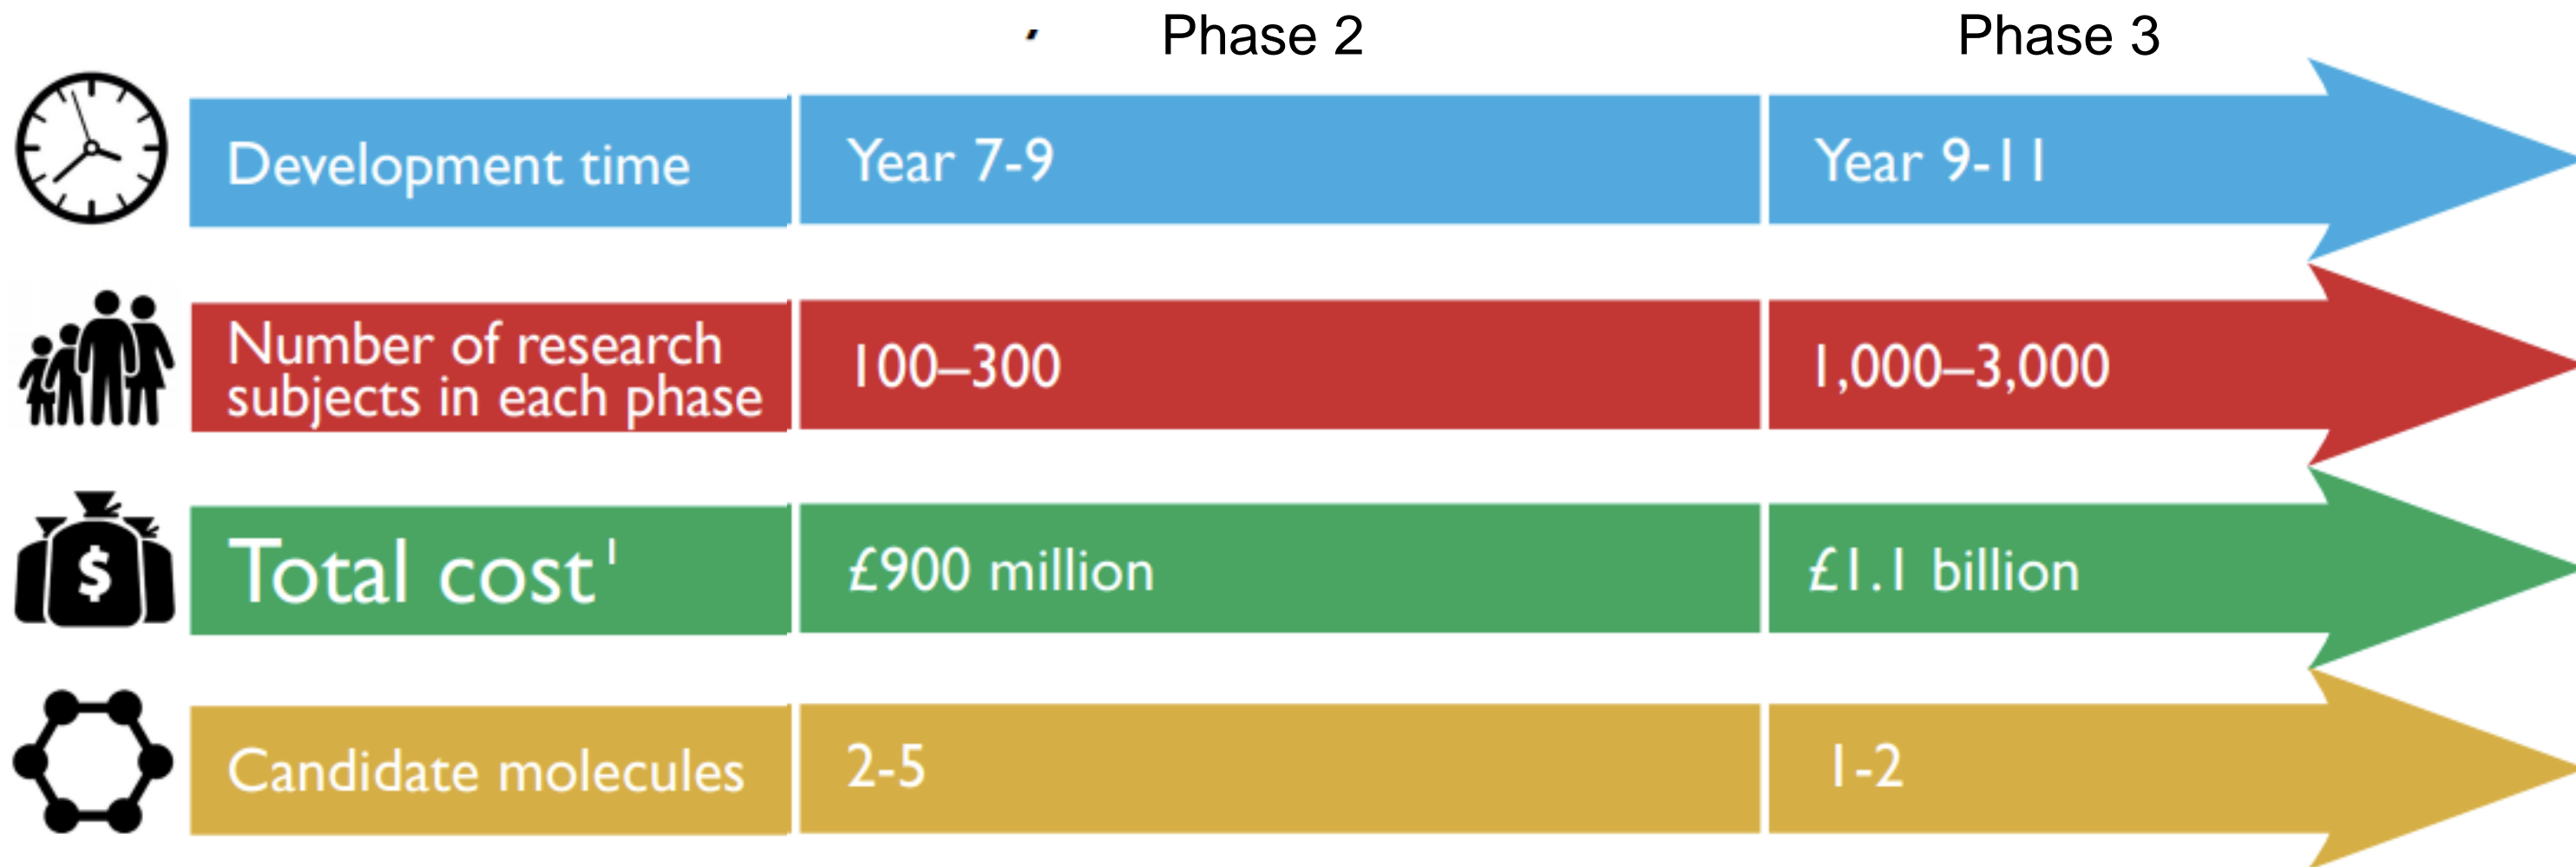 Phase 2 Phase 3
Development time Year 7-9 Year 9-11
Number of research
subjects in each phase 100–300 1,000–3,000
$ Total cost¹ £900 million £1.1 billion
Candidate molecules 2-5 1-2